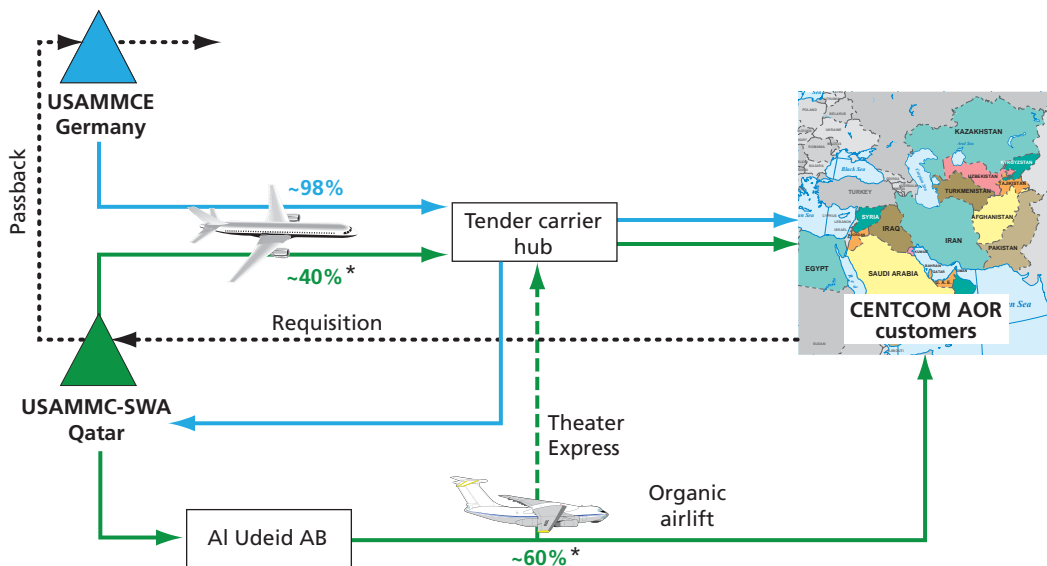 Passback
USAMMCE
Germany
~98%
~40%*
Tender carrier
hub
Requisition
USAMMC-SWA
Qatar
Theater
Express
Al Udeid AB
Organic
airlift
~60%*
KAZAKHSTAN
Black Sea
UZBEKISTAN
KYRGYZSTAN
TURKEY
TURKMENISTAN
TAJIKISTAN
SYRIA
AFGHANISTAN
IRAQ
IRAN
PAKISTAN
EGYPT
SAUDI ARABIA
BAHRAIN
QATAR
CENTCOM AOR
customers